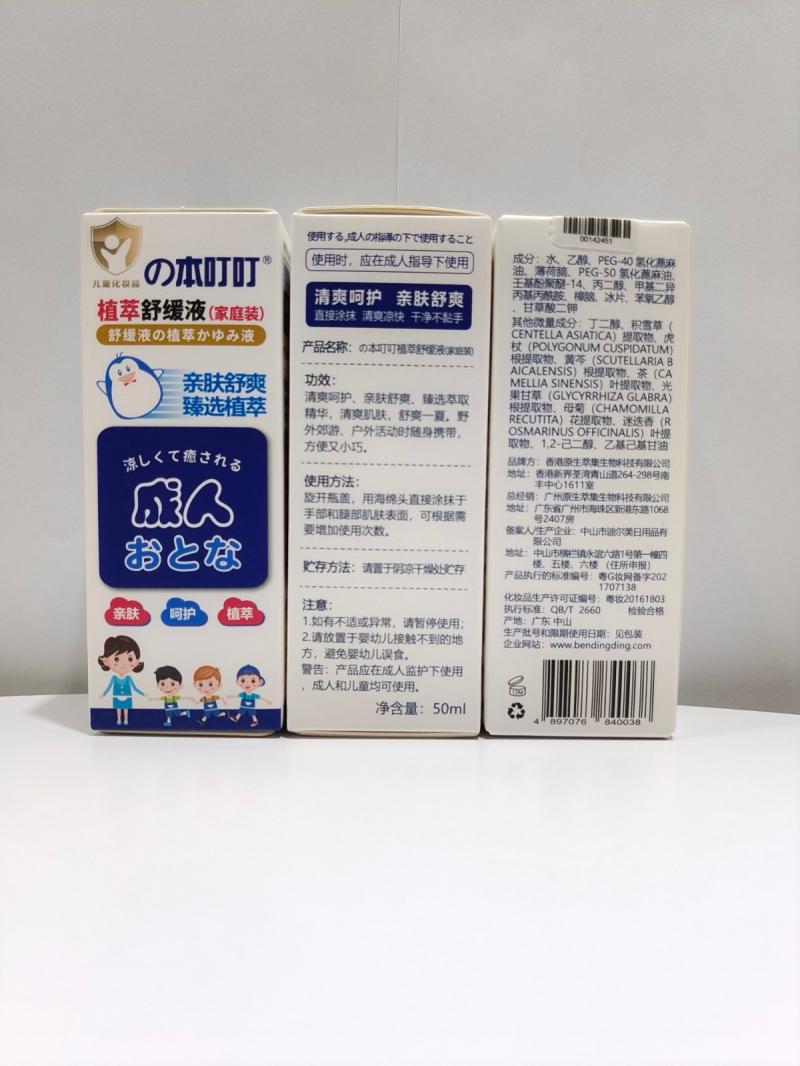 儿童化妆品
の本叮叮®
植萃舒缓液(家庭装)
舒缓液の植萃かゆみ液
亲肤舒爽
臻选植萃
涼しくて癒される
成人
おとな
亲肤
呵护
植萃
使用する,成人の指導の下で使用すること
使用时，应在成人指导下使用
清爽呵护 亲肤舒爽
直接涂抹 清爽凉快 干净不黏手
产品名称：の本叮叮植萃舒缓液(家庭装)
功效：
清爽呵护、亲肤舒爽、臻选萃取
精华，清爽肌肤，舒爽一夏。野
外郊游、户外活动时随身携带，
方便又小巧。
使用方法：
旋开瓶盖，用海绵头直接涂抹于
手部和腿部肌肤表面，可根据需
要增加使用次数。
贮存方法：请置于阴凉干燥处贮存
注意：
1.如有不适或异常，请暂停使用；
2.请放置于婴幼儿接触不到的地
方，避免婴幼儿误食。
警告：产品应在成人监护下使用
，成人和儿童均可使用。
净含量：50ml
00142451
成分：水、乙醇、PEG-40 氢化蓖麻
油、薄荷脑、PEG-50 氢化蓖麻油、
壬基酚聚醚-14、丙二醇、甲基二异
丙基丙酰胺、樟脑、冰片、苯氧乙醇
、甘草酸二钾
其他微量成分：丁二醇、积雪草（
CENTELLA ASIATICA）提取物、虎
杖（POLYGONUM CUSPIDATUM）
根提取物、黄芩（SCUTELLARIA B
AICALENSIS）根提取物、茶（CA
MELLIA SINENSIS）叶提取物、光
果甘草（GLYCYRRHIZA GLABRA）
根提取物、母菊（CHAMOMILLA
RECUTITA）花提取物、迷迭香（R
OSMARINUS OFFICINALIS）叶提
取物、1,2-己二醇、乙基己基甘油
品牌方：香港原生萃集生物科技有限公司
地址：香港新界荃湾青山道264-298号南
丰中心1611室
总经销：广州原生萃集生物科技有限公司
地址：广东省广州市海珠区新港东路1068
号2407房
备案人/生产企业：中山市迪尔美日用品有
限公司
地址：中山市横栏镇永谊六路1号第一幢四
楼、五楼、六楼（住所申报）
产品执行的标准编号：粤G妆网备字202
1707138
化妆品生产许可证编号：粤妆20161803
执行标准：QB/T 2660 检验合格
产地：广东 中山
生产批号和限期使用日期：见包装
企业网站：www.bendingding.com
12M
4 897076 840038